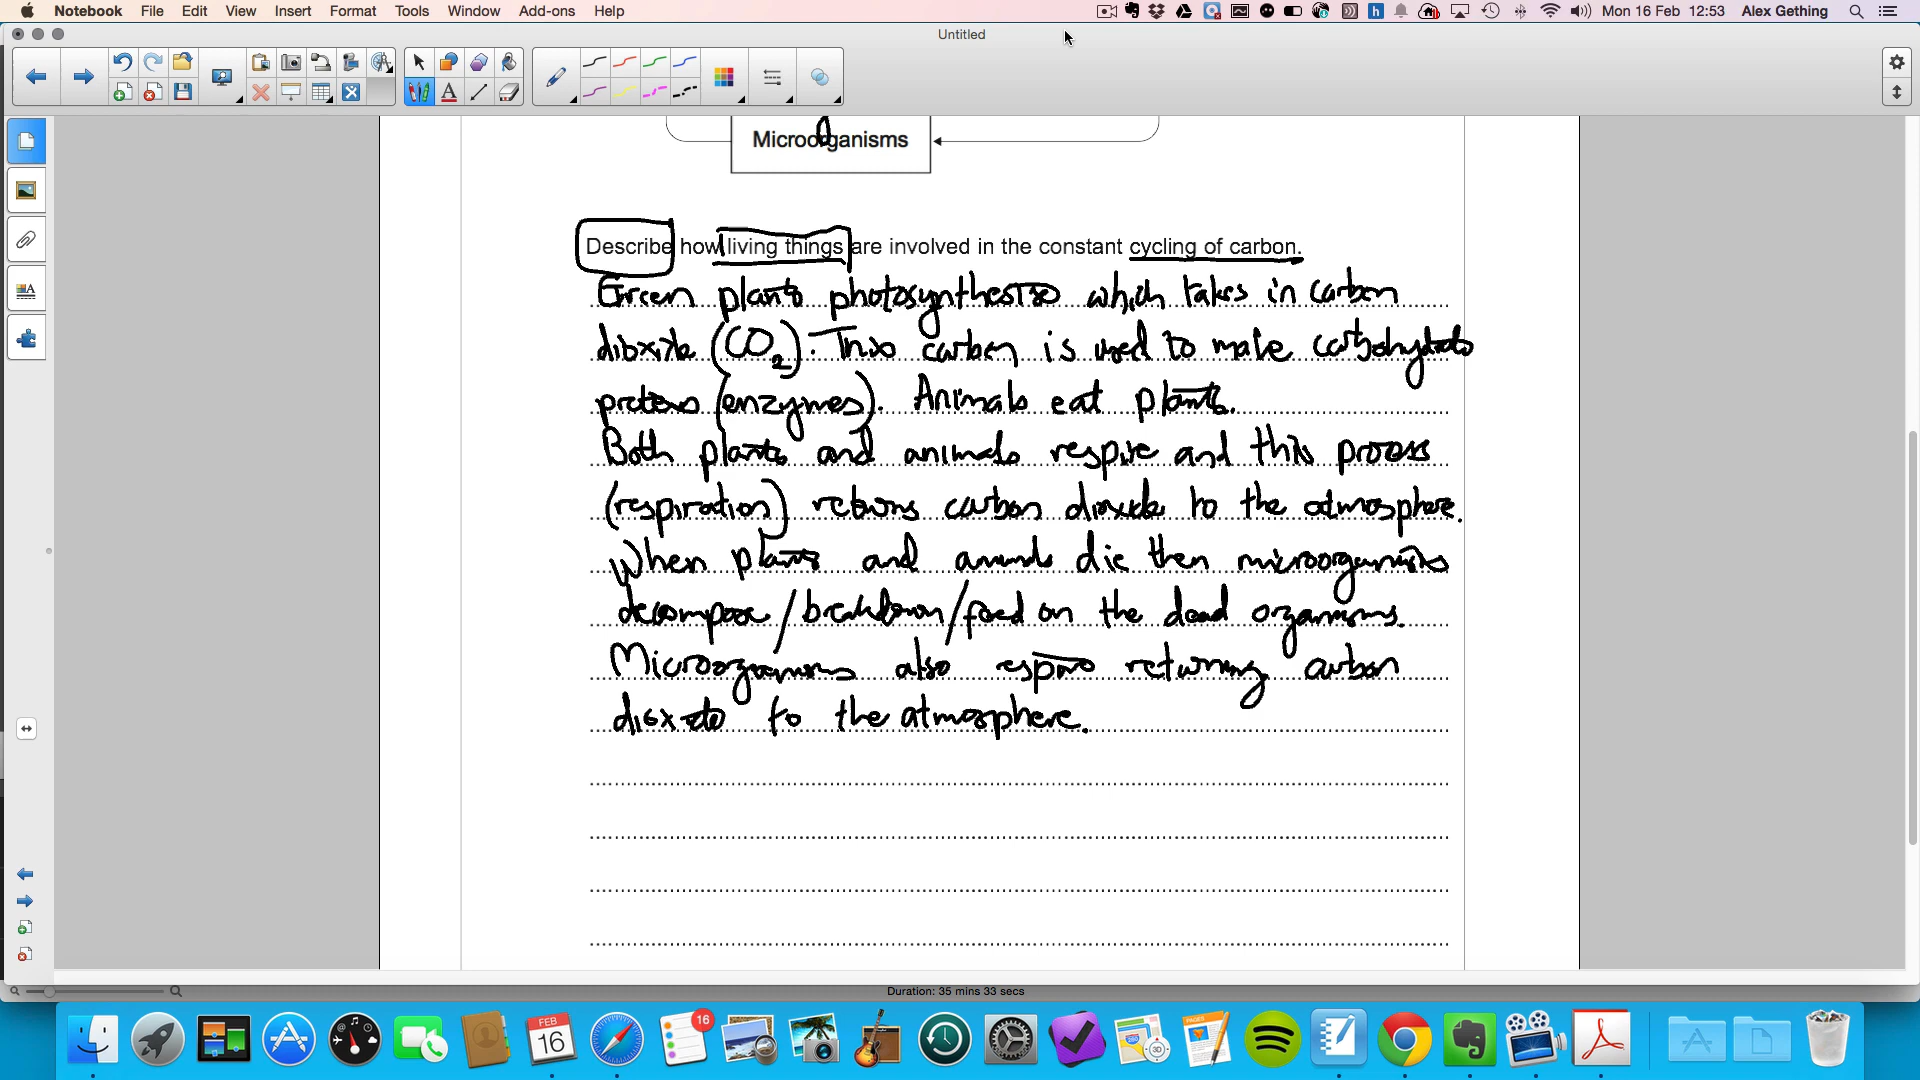 Notebook File Edit View Insert Format Tools Window Add-ons Help Mon 16 Feb 12:53 Alex Gething
Untitled
Microorganisms
Describe how living things are involved in the constant cycling of carbon.
Green plants photosynthesise which takes in carbon
dioxide (CO2). This carbon is used to make carbohydrates
proteins (enzymes). Animals eat plants.
Both plants and animals respire and this process
(respiration) returns carbon dioxide to the atmosphere.
When plants and animals die then microorganisms
decompose/breakdown/feed on the dead organisms.
Microorganisms also respire returning carbon
dioxide to the atmosphere.
Duration: 35 mins 33 secs
FEB
16
16
PAGES
3D